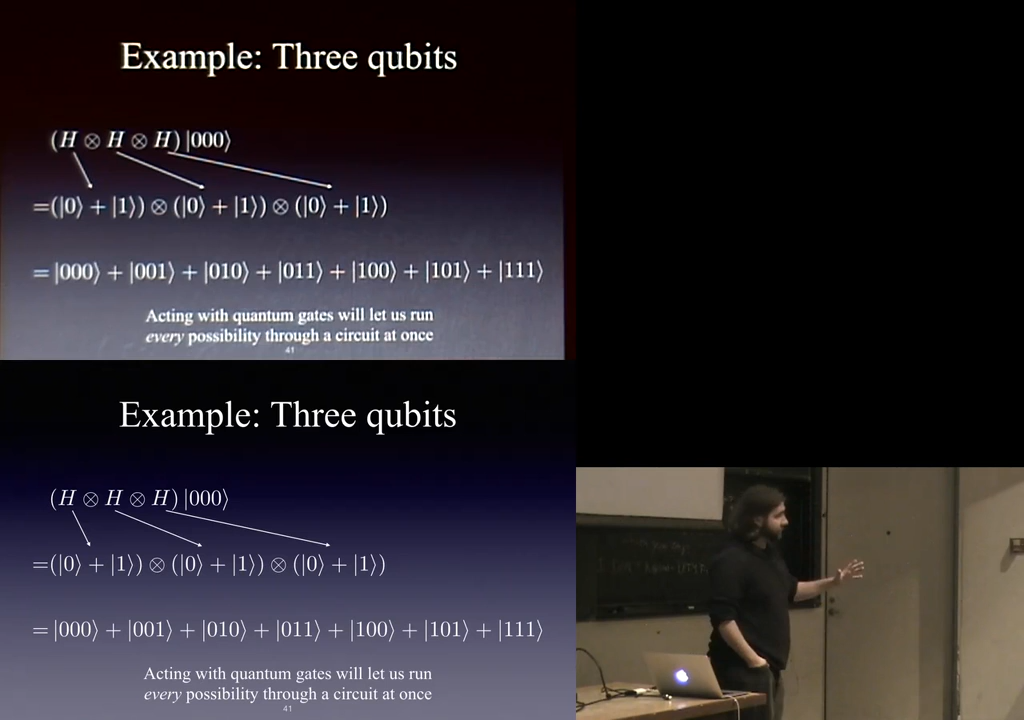 Example: Three qubits
(H ⊗ H ⊗ H) |000⟩
=(|0⟩ + |1⟩) ⊗ (|0⟩ + |1⟩) ⊗ (|0⟩ + |1⟩)
= |000⟩ + |001⟩ + |010⟩ + |011⟩ + |100⟩ + |101⟩ + |111⟩
Acting with quantum gates will let us run
every possibility through a circuit at once
41
Example: Three qubits
(H ⊗ H ⊗ H) |000⟩
=(|0⟩ + |1⟩) ⊗ (|0⟩ + |1⟩) ⊗ (|0⟩ + |1⟩)
= |000⟩ + |001⟩ + |010⟩ + |011⟩ + |100⟩ + |101⟩ + |111⟩
Acting with quantum gates will let us run
every possibility through a circuit at once
41